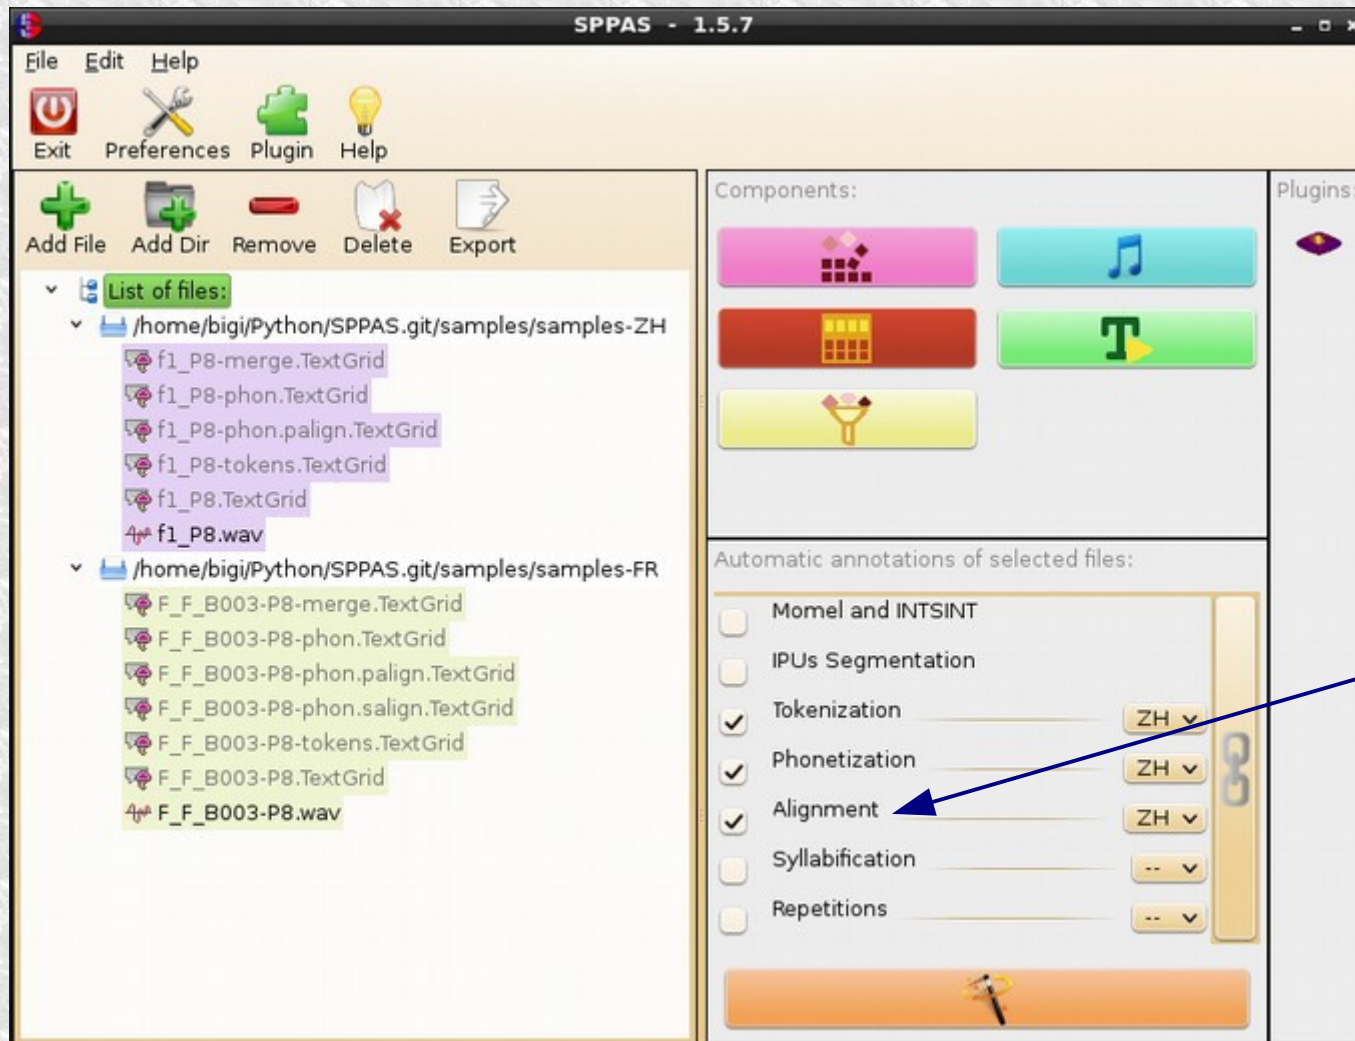 SPPAS - 1.5.7
File Edit Help
Exit Preferences Plugin Help
Add File Add Dir Remove Delete Export
List of files:
/home/bigi/Python/SPPAS.git/samples/samples-ZH
f1_P8-merge.TextGrid
f1_P8-phon.TextGrid
f1_P8-phon.palign.TextGrid
f1_P8-tokens.TextGrid
f1_P8.TextGrid
f1_P8.wav
/home/bigi/Python/SPPAS.git/samples/samples-FR
F_F_B003-P8-merge.TextGrid
F_F_B003-P8-phon.TextGrid
F_F_B003-P8-phon.palign.TextGrid
F_F_B003-P8-phon.salign.TextGrid
F_F_B003-P8-tokens.TextGrid
F_F_B003-P8.TextGrid
F_F_B003-P8.wav
Components:
Automatic annotations of selected files:
Momel and INTSINT
IPUs Segmentation
Tokenization ZH
Phonetization ZH
Alignment ZH
Syllabification --
Repetitions --
Plugins: